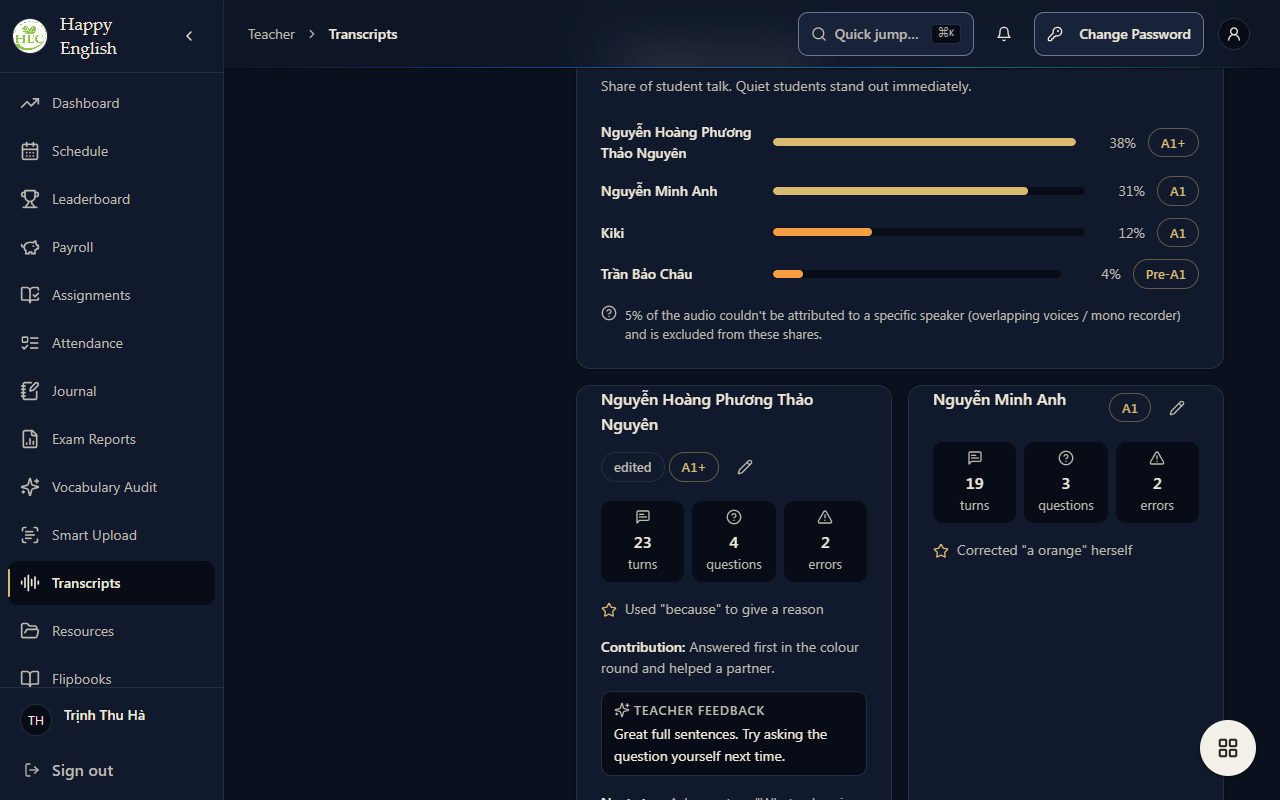 HEC
Happy
English
Dashboard
Schedule
Leaderboard
Payroll
Assignments
Attendance
Journal
Exam Reports
Vocabulary Audit
Smart Upload
Transcripts
Resources
Flipbooks
TH
Trịnh Thu Hà
Sign out
Teacher > Transcripts
Quick jump... ⌘K
Change Password
Share of student talk. Quiet students stand out immediately.
Nguyễn Hoàng Phương
Thảo Nguyên
38% A1+
Nguyễn Minh Anh 31% A1
Kiki 12% A1
Trần Bảo Châu 4% Pre-A1
5% of the audio couldn't be attributed to a specific speaker (overlapping voices / mono recorder)
and is excluded from these shares.
Nguyễn Hoàng Phương Thảo
Nguyên
edited A1+
23 4 2
turns questions errors
Used "because" to give a reason
Contribution: Answered first in the colour
round and helped a partner.
TEACHER FEEDBACK
Great full sentences. Try asking the
question yourself next time.
Nguyễn Minh Anh A1
19 3 2
turns questions errors
Corrected "a orange" herself